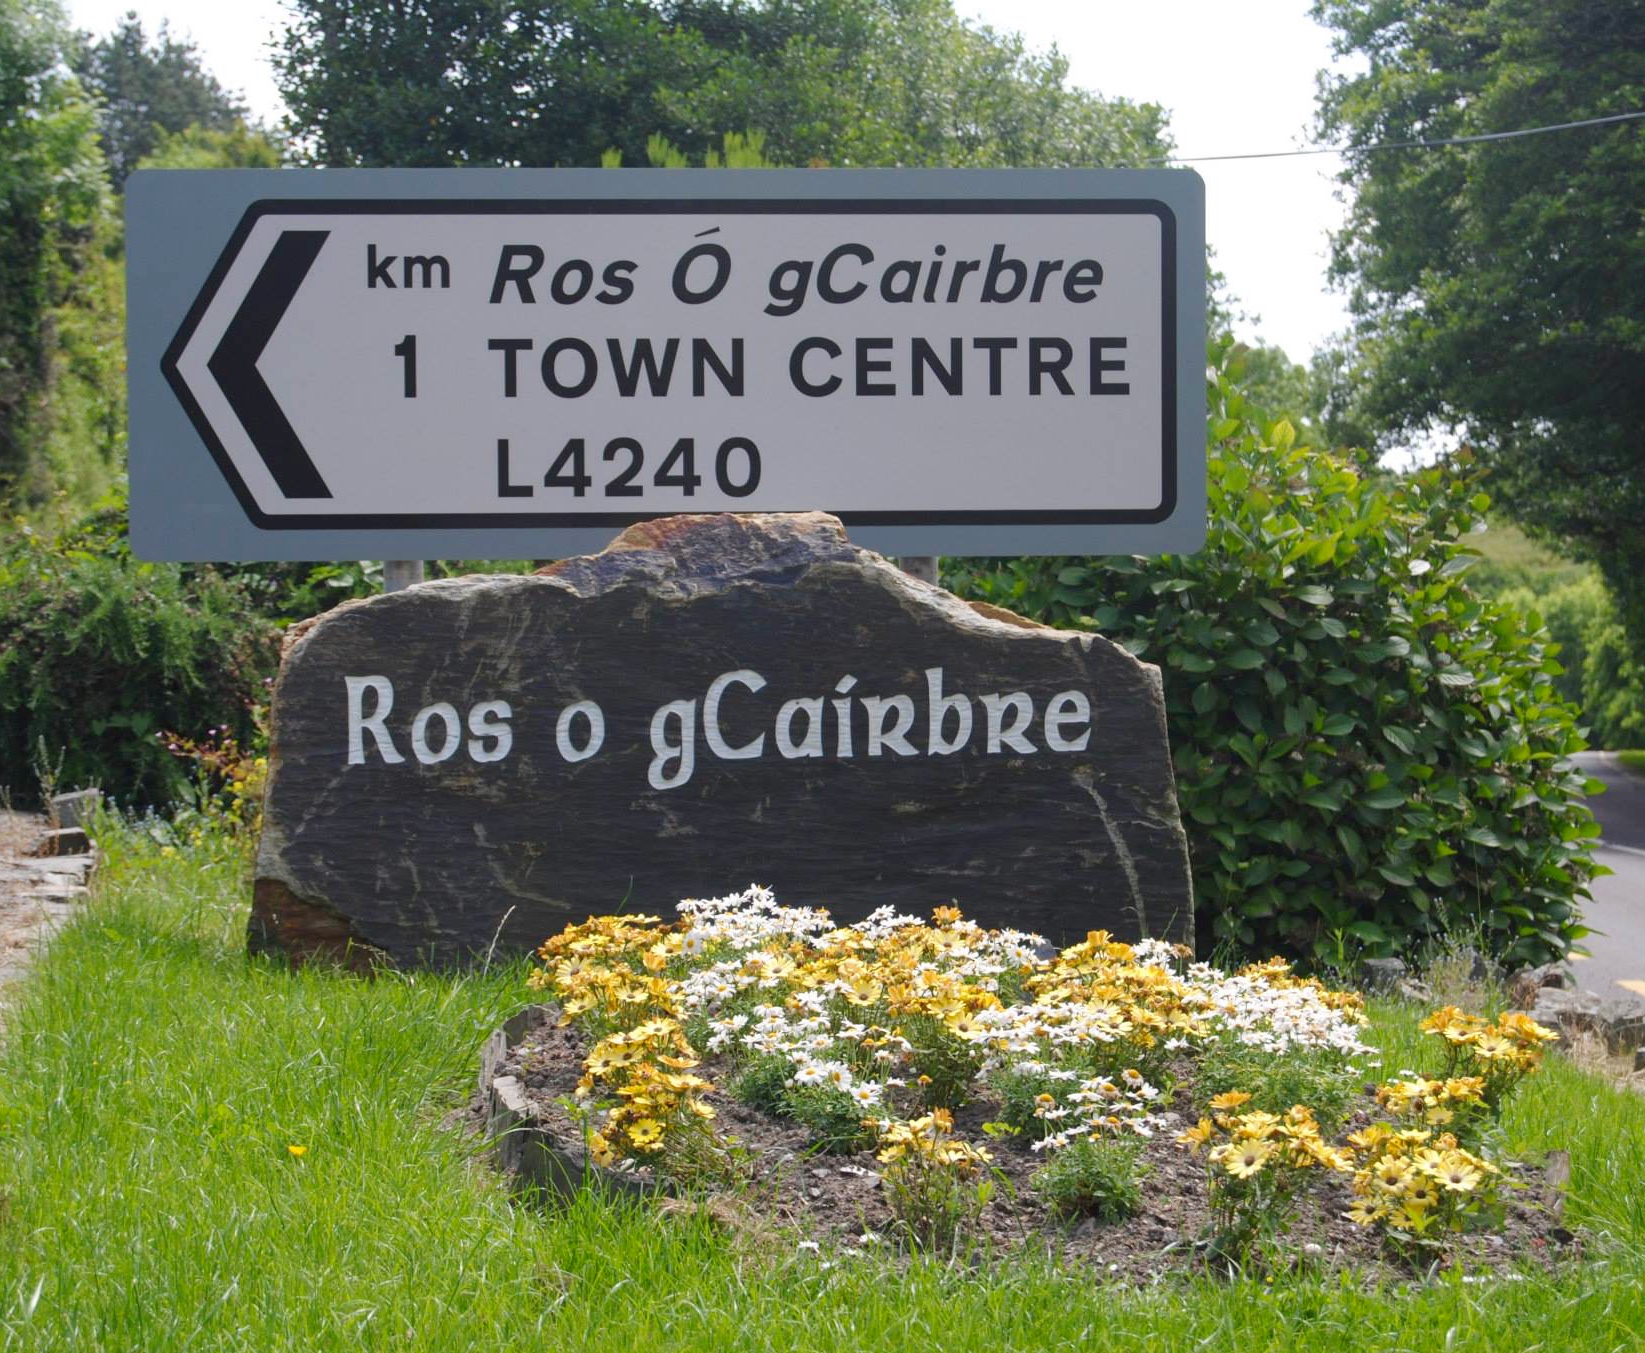 km Ros Ó gCairbre
1 TOWN CENTRE
L4240
Ros o gCaírbre